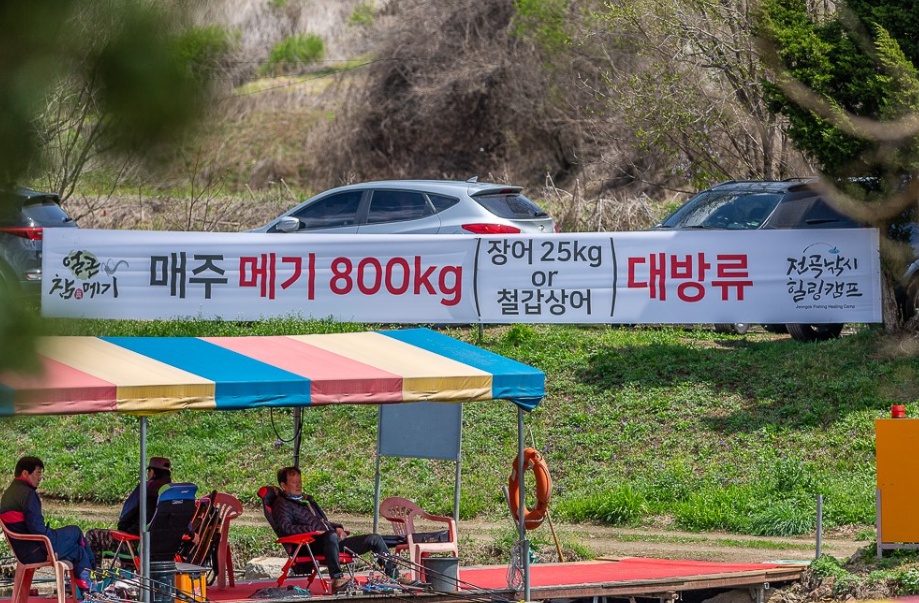 얼큰
참메기
매주 메기 800kg
장어 25kg
or
철갑상어
대방류
전곡낚시
힐링캠프